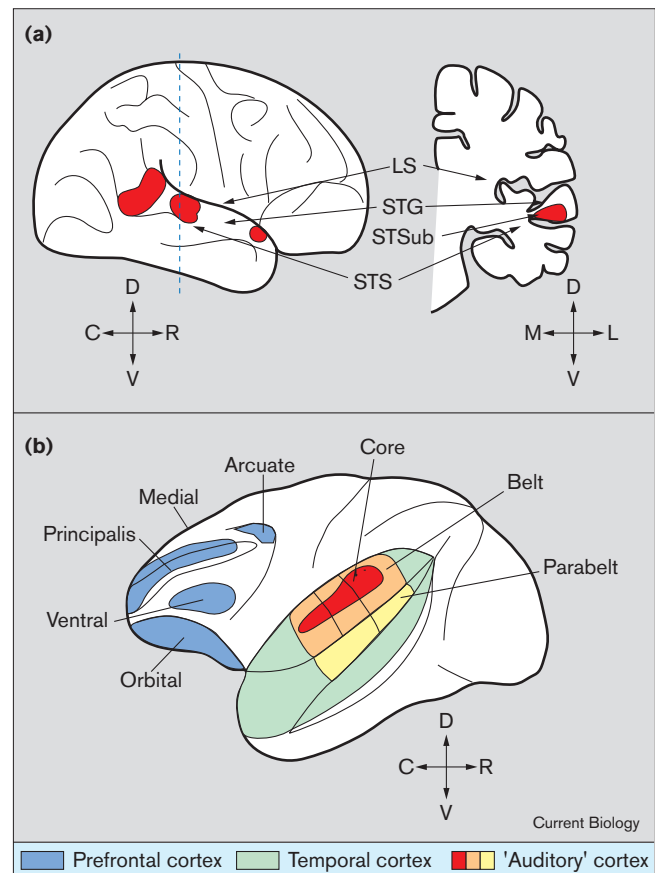 (a)
LS
STG
STSub
STS
D
C R
V
D
M L
V
(b)
Core
Arcuate
Belt
Medial
Principalis
Parabelt
Ventral
Orbital
D
C R
V
Current Biology
Prefrontal cortex Temporal cortex 'Auditory' cortex